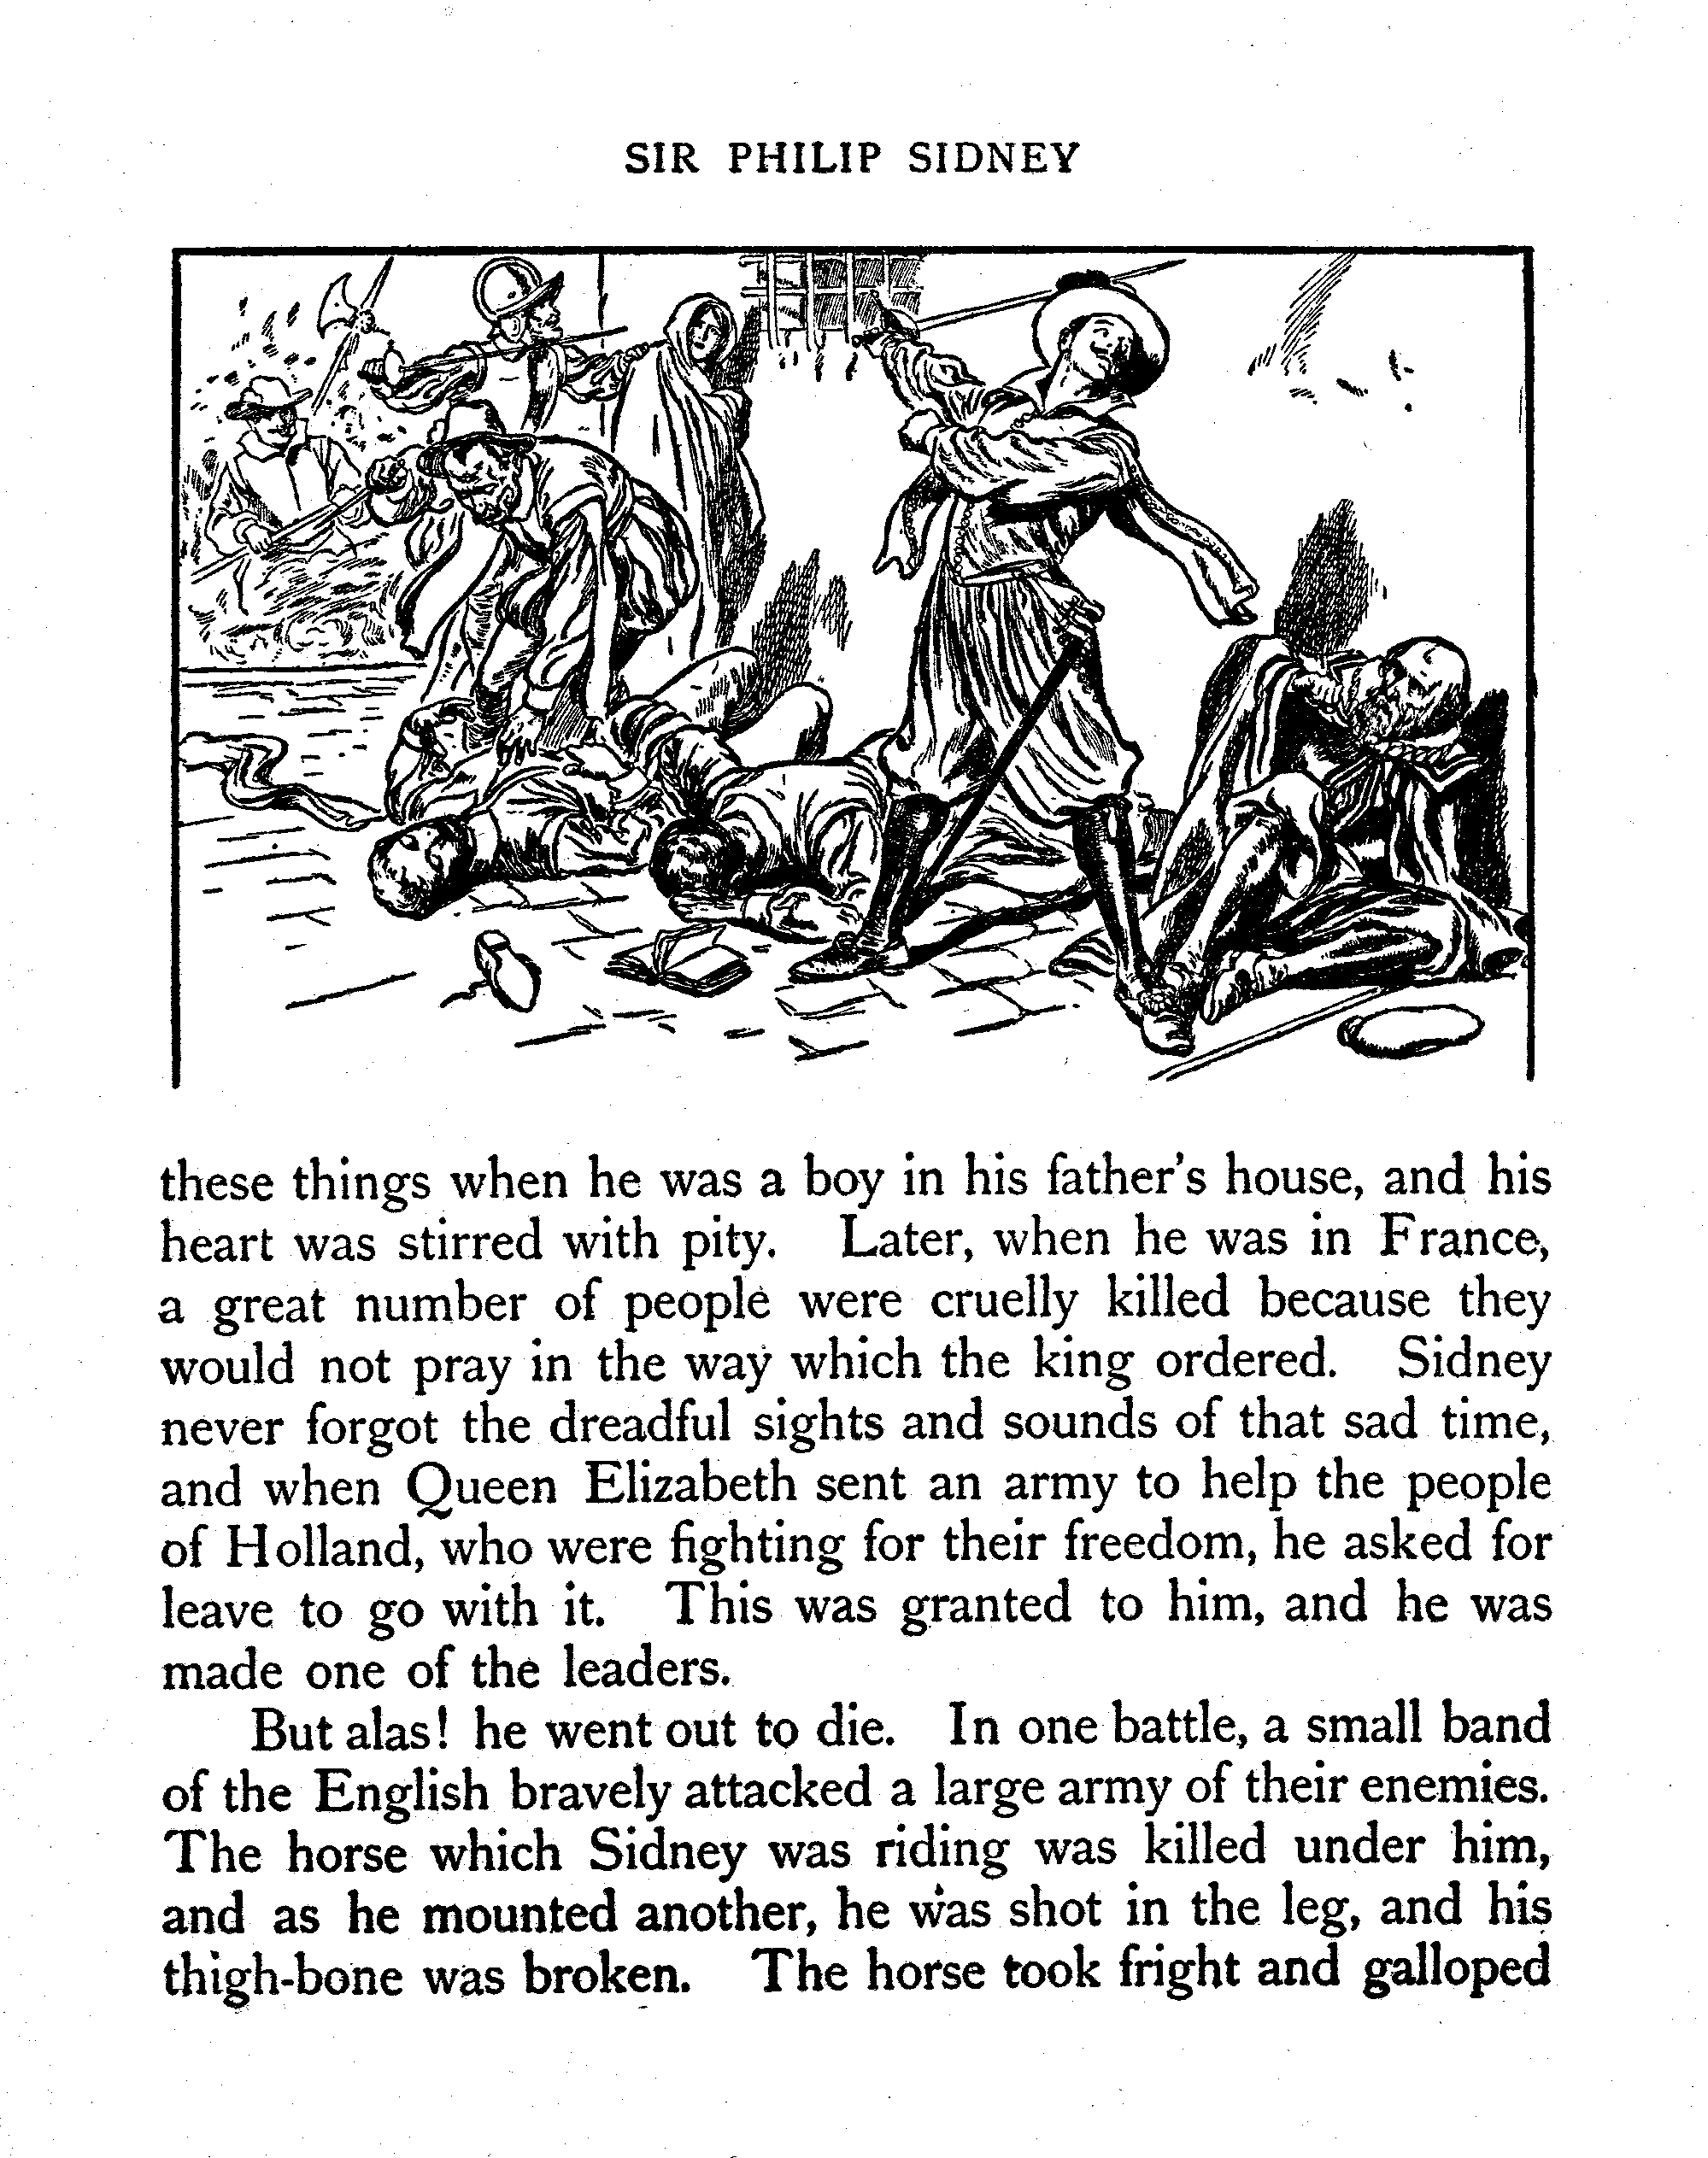 SIR PHILIP SIDNEY
these things when he was a boy in his father's house, and his
heart was stirred with pity. Later, when he was in France,
a great number of people were cruelly killed because they
would not pray in the way which the king ordered. Sidney
never forgot the dreadful sights and sounds of that sad time,
and when Queen Elizabeth sent an army to help the people
of Holland, who were fighting for their freedom, he asked for
leave to go with it. This was granted to him, and he was
made one of the leaders.
But alas! he went out to die. In one battle, a small band
of the English bravely attacked a large army of their enemies.
The horse which Sidney was riding was killed under him,
and as he mounted another, he was shot in the leg, and his
thigh-bone was broken. The horse took fright and galloped